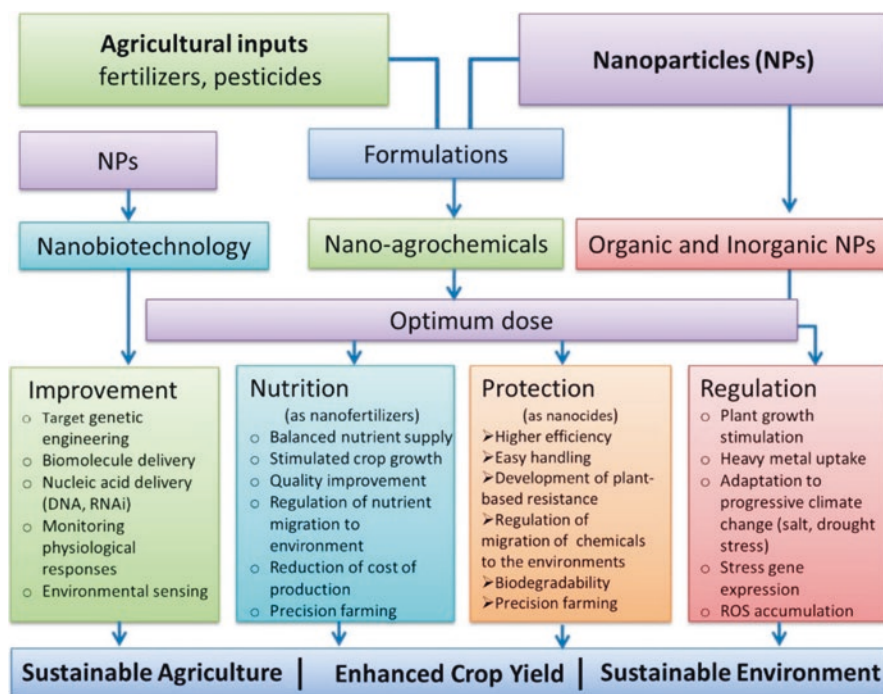 Agricultural inputs
fertilizers, pesticides
Nanoparticles (NPs)
NPs
Formulations
Nanobiotechnology
Nano-agrochemicals
Organic and Inorganic NPs
Optimum dose
Improvement
○ Target genetic
engineering
○ Biomolecule delivery
○ Nucleic acid delivery
(DNA, RNAi)
○ Monitoring
physiological
responses
○ Environmental sensing
Nutrition
(as nanofertilizers)
○ Balanced nutrient supply
○ Stimulated crop growth
○ Quality improvement
○ Regulation of nutrient
migration to
environment
○ Reduction of cost of
production
○ Precision farming
Protection
(as nanocides)
➢Higher efficiency
➢Easy handling
➢Development of plant-
based resistance
➢Regulation of
migration of chemicals
to the environments
➢Biodegradability
➢Precision farming
Regulation
○ Plant growth
stimulation
○ Heavy metal uptake
○ Adaptation to
progressive climate
change (salt, drought
stress)
○ Stress gene
expression
○ ROS accumulation
Sustainable Agriculture | Enhanced Crop Yield | Sustainable Environment